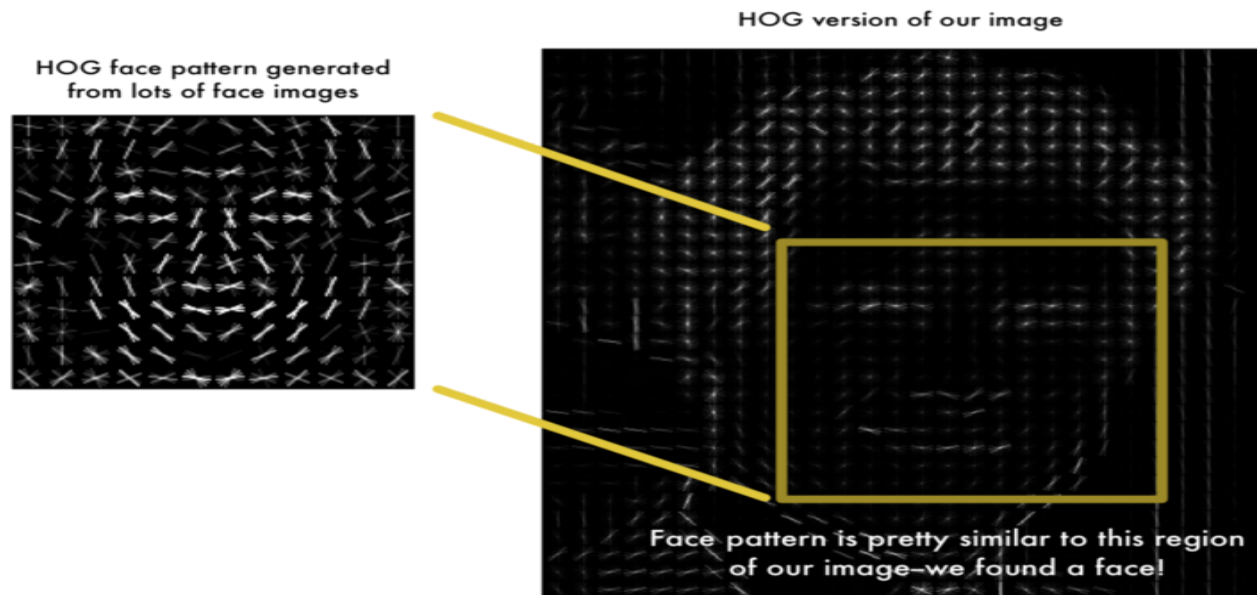 HOG version of our image
HOG face pattern generated
from lots of face images
Face pattern is pretty similar to this region
of our image–we found a face!